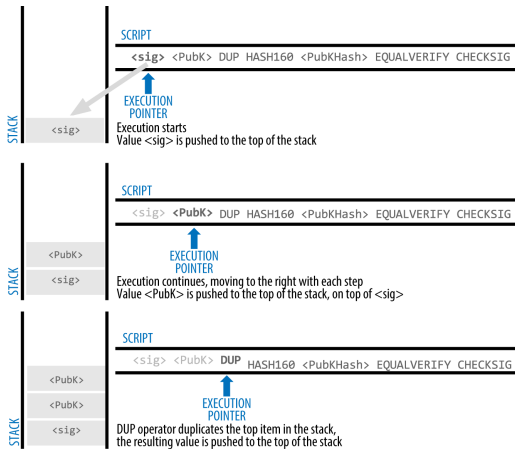 SCRIPT
<sig> <PubK> DUP HASH160 <PubKHash> EQUALVERIFY CHECKSIG
EXECUTION
POINTER
STACK
<sig>
Execution starts
Value <sig> is pushed to the top of the stack
SCRIPT
<sig> <PubK> DUP HASH160 <PubKHash> EQUALVERIFY CHECKSIG
EXECUTION
POINTER
STACK
<PubK>
<sig>
Execution continues, moving to the right with each step
Value <PubK> is pushed to the top of the stack, on top of <sig>
SCRIPT
<sig> <PubK> DUP HASH160 <PubKHash> EQUALVERIFY CHECKSIG
EXECUTION
POINTER
STACK
<PubK>
<PubK>
<sig>
DUP operator duplicates the top item in the stack,
the resulting value is pushed to the top of the stack